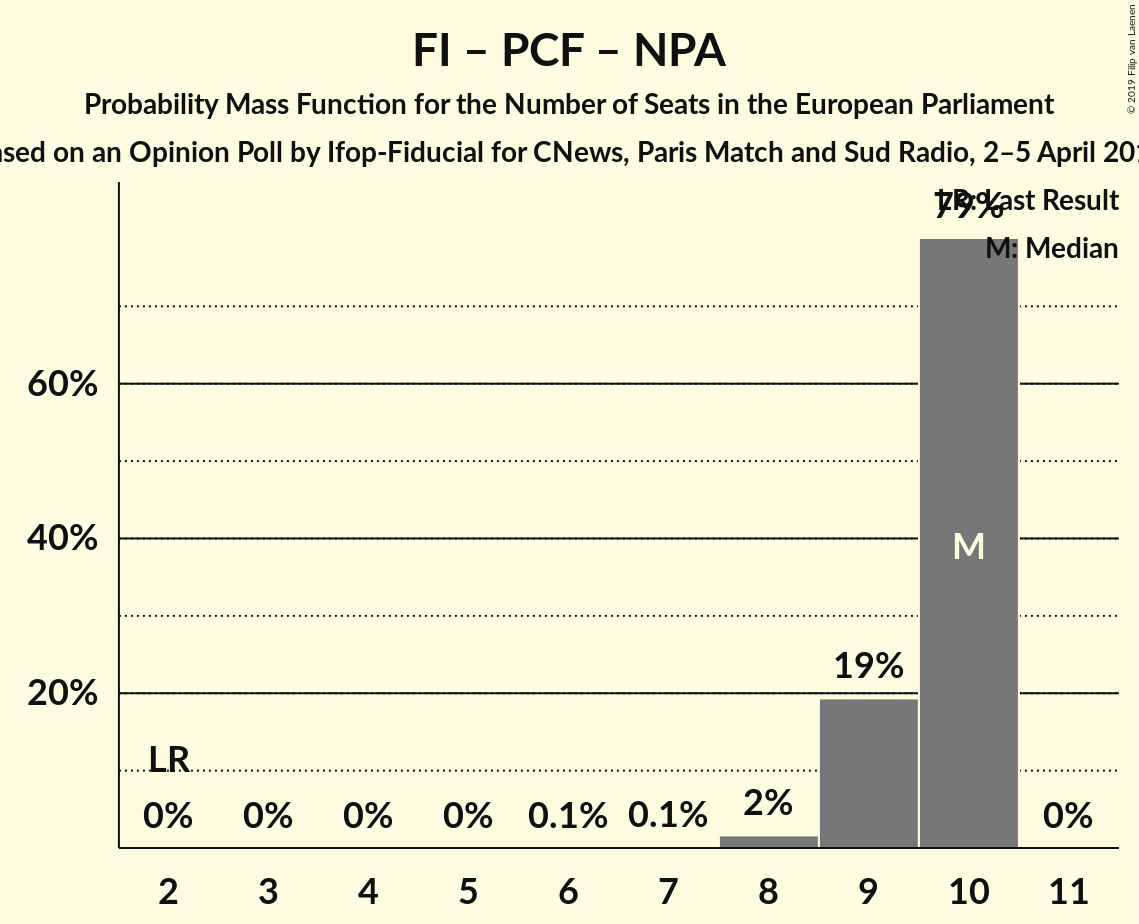 FI – PCF – NPA
Probability Mass Function for the Number of Seats in the European Parliament
on an Opinion Poll by Ifop-Fiducial for CNews, Paris Match and Sud Radio, 2–5 April
© 2019 Filip van Laenen
LR: Last Result
M: Median
79%
60%
40%
20%
M
19%
LR
0% 0% 0% 0% 0.1% 0.1% 2% 0%
2 3 4 5 6 7 8 9 10 11